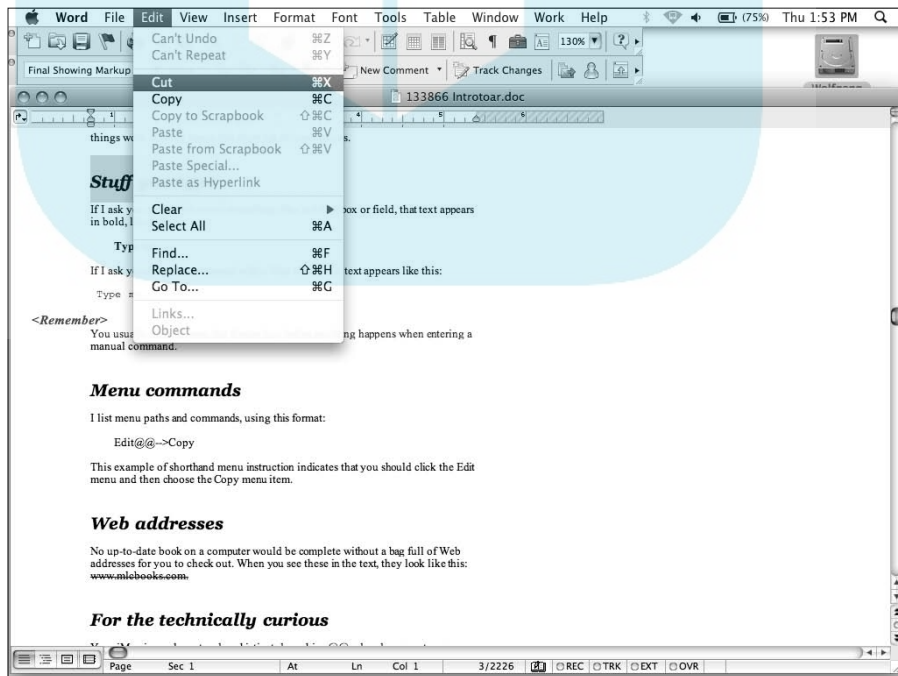 Word File Edit View Insert Format Font Tools Table Window Work Help (75%) Thu 1:53 PM
130%
Final Showing Markup New Comment Track Changes
133866 Introtoar.doc
Can't Undo ⌘Z
Can't Repeat ⌘Y
Cut ⌘X
Copy ⌘C
Copy to Scrapbook ⇧⌘C
Paste ⌘V
Paste from Scrapbook ⇧⌘V
Paste Special...
Paste as Hyperlink
Clear
Select All ⌘A
Find... ⌘F
Replace... ⇧⌘H
Go To... ⌘G
Links...
Object
things
Stuff
If I ask box or field, that text appears
in bold,
If I ask text appears like this:
Type
<Remember>
You happens when entering a
manual command.
Menu commands
I list menu paths and commands, using this format:
Edit@@-->Copy
This example of shorthand menu instruction indicates that you should click the Edit
menu and then choose the Copy menu item.
Web addresses
No up-to-date book on a computer would be complete without a bag full of Web
addresses for you to check out. When you see these in the text, they look like this:
www.mlcbooks.com.
For the technically curious
Page Sec 1 At Ln Col 1 3/2226 REC TRK EXT OVR